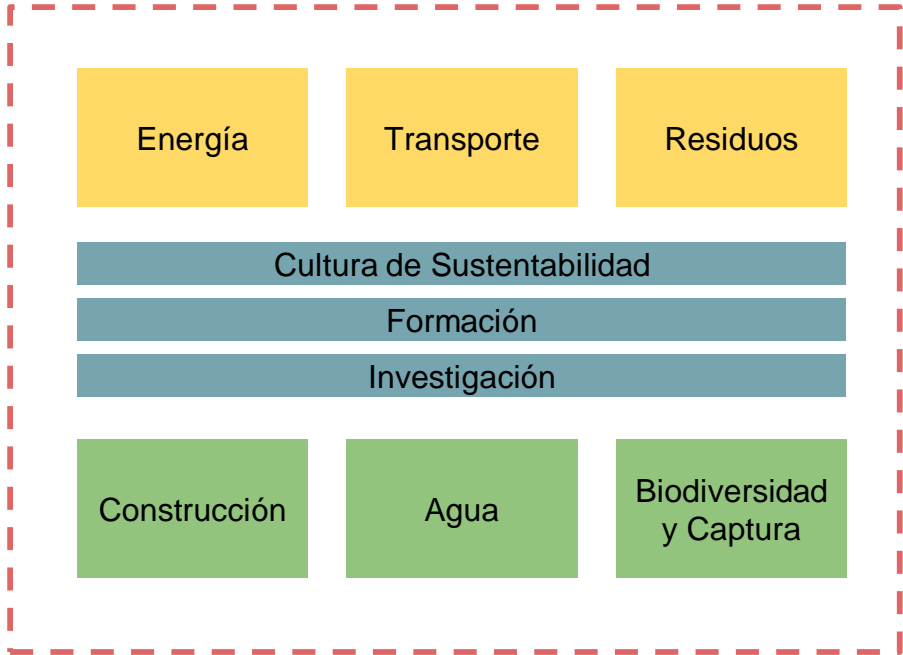 Energía
Transporte
Residuos
Cultura de Sustentabilidad
Formación
Investigación
Construcción
Agua
Biodiversidad
y Captura